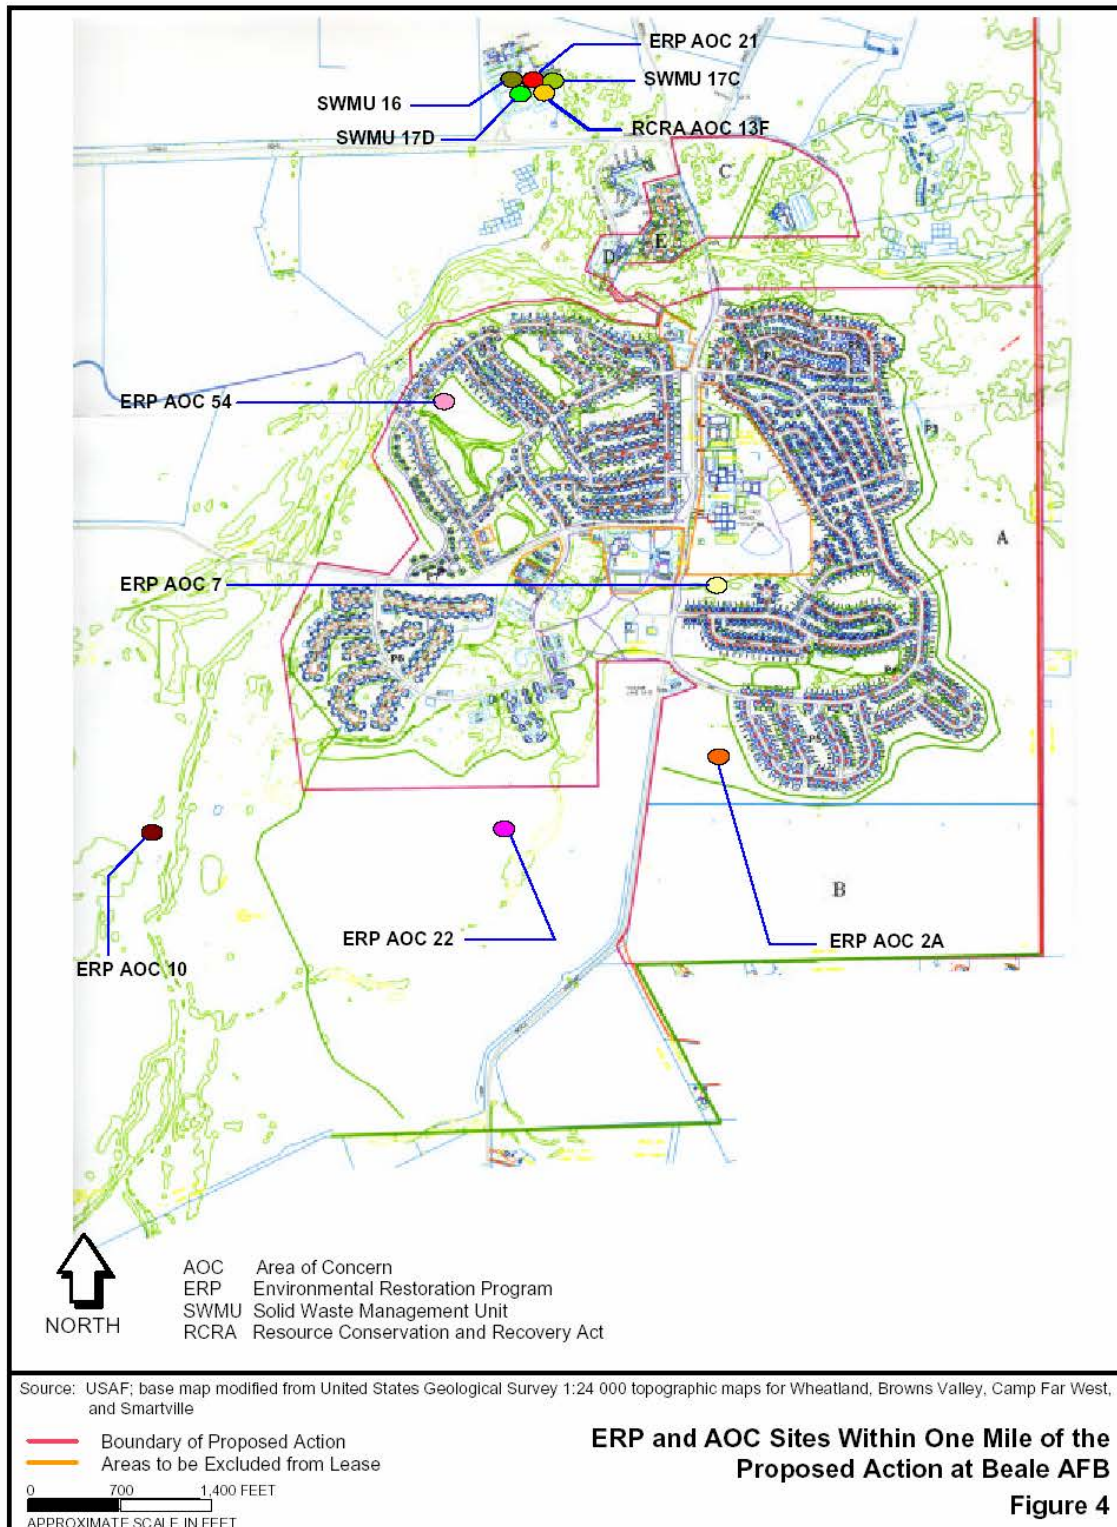 ERP AOC 21
SWMU 17C
SWMU 16
SWMU 17D
RCRA AOC 13F
C
E
D
ERP AOC 54
P3
A
ERP AOC 7
P6
P5
B
ERP AOC 22
ERP AOC 2A
ERP AOC 10
NORTH
AOC Area of Concern
ERP Environmental Restoration Program
SWMU Solid Waste Management Unit
RCRA Resource Conservation and Recovery Act
Source: USAF; base map modified from United States Geological Survey 1:24 000 topographic maps for Wheatland, Browns Valley, Camp Far West,
and Smartville
Boundary of Proposed Action
Areas to be Excluded from Lease
0 700 1,400 FEET
APPROXIMATE SCALE IN FEET
ERP and AOC Sites Within One Mile of the
Proposed Action at Beale AFB
Figure 4